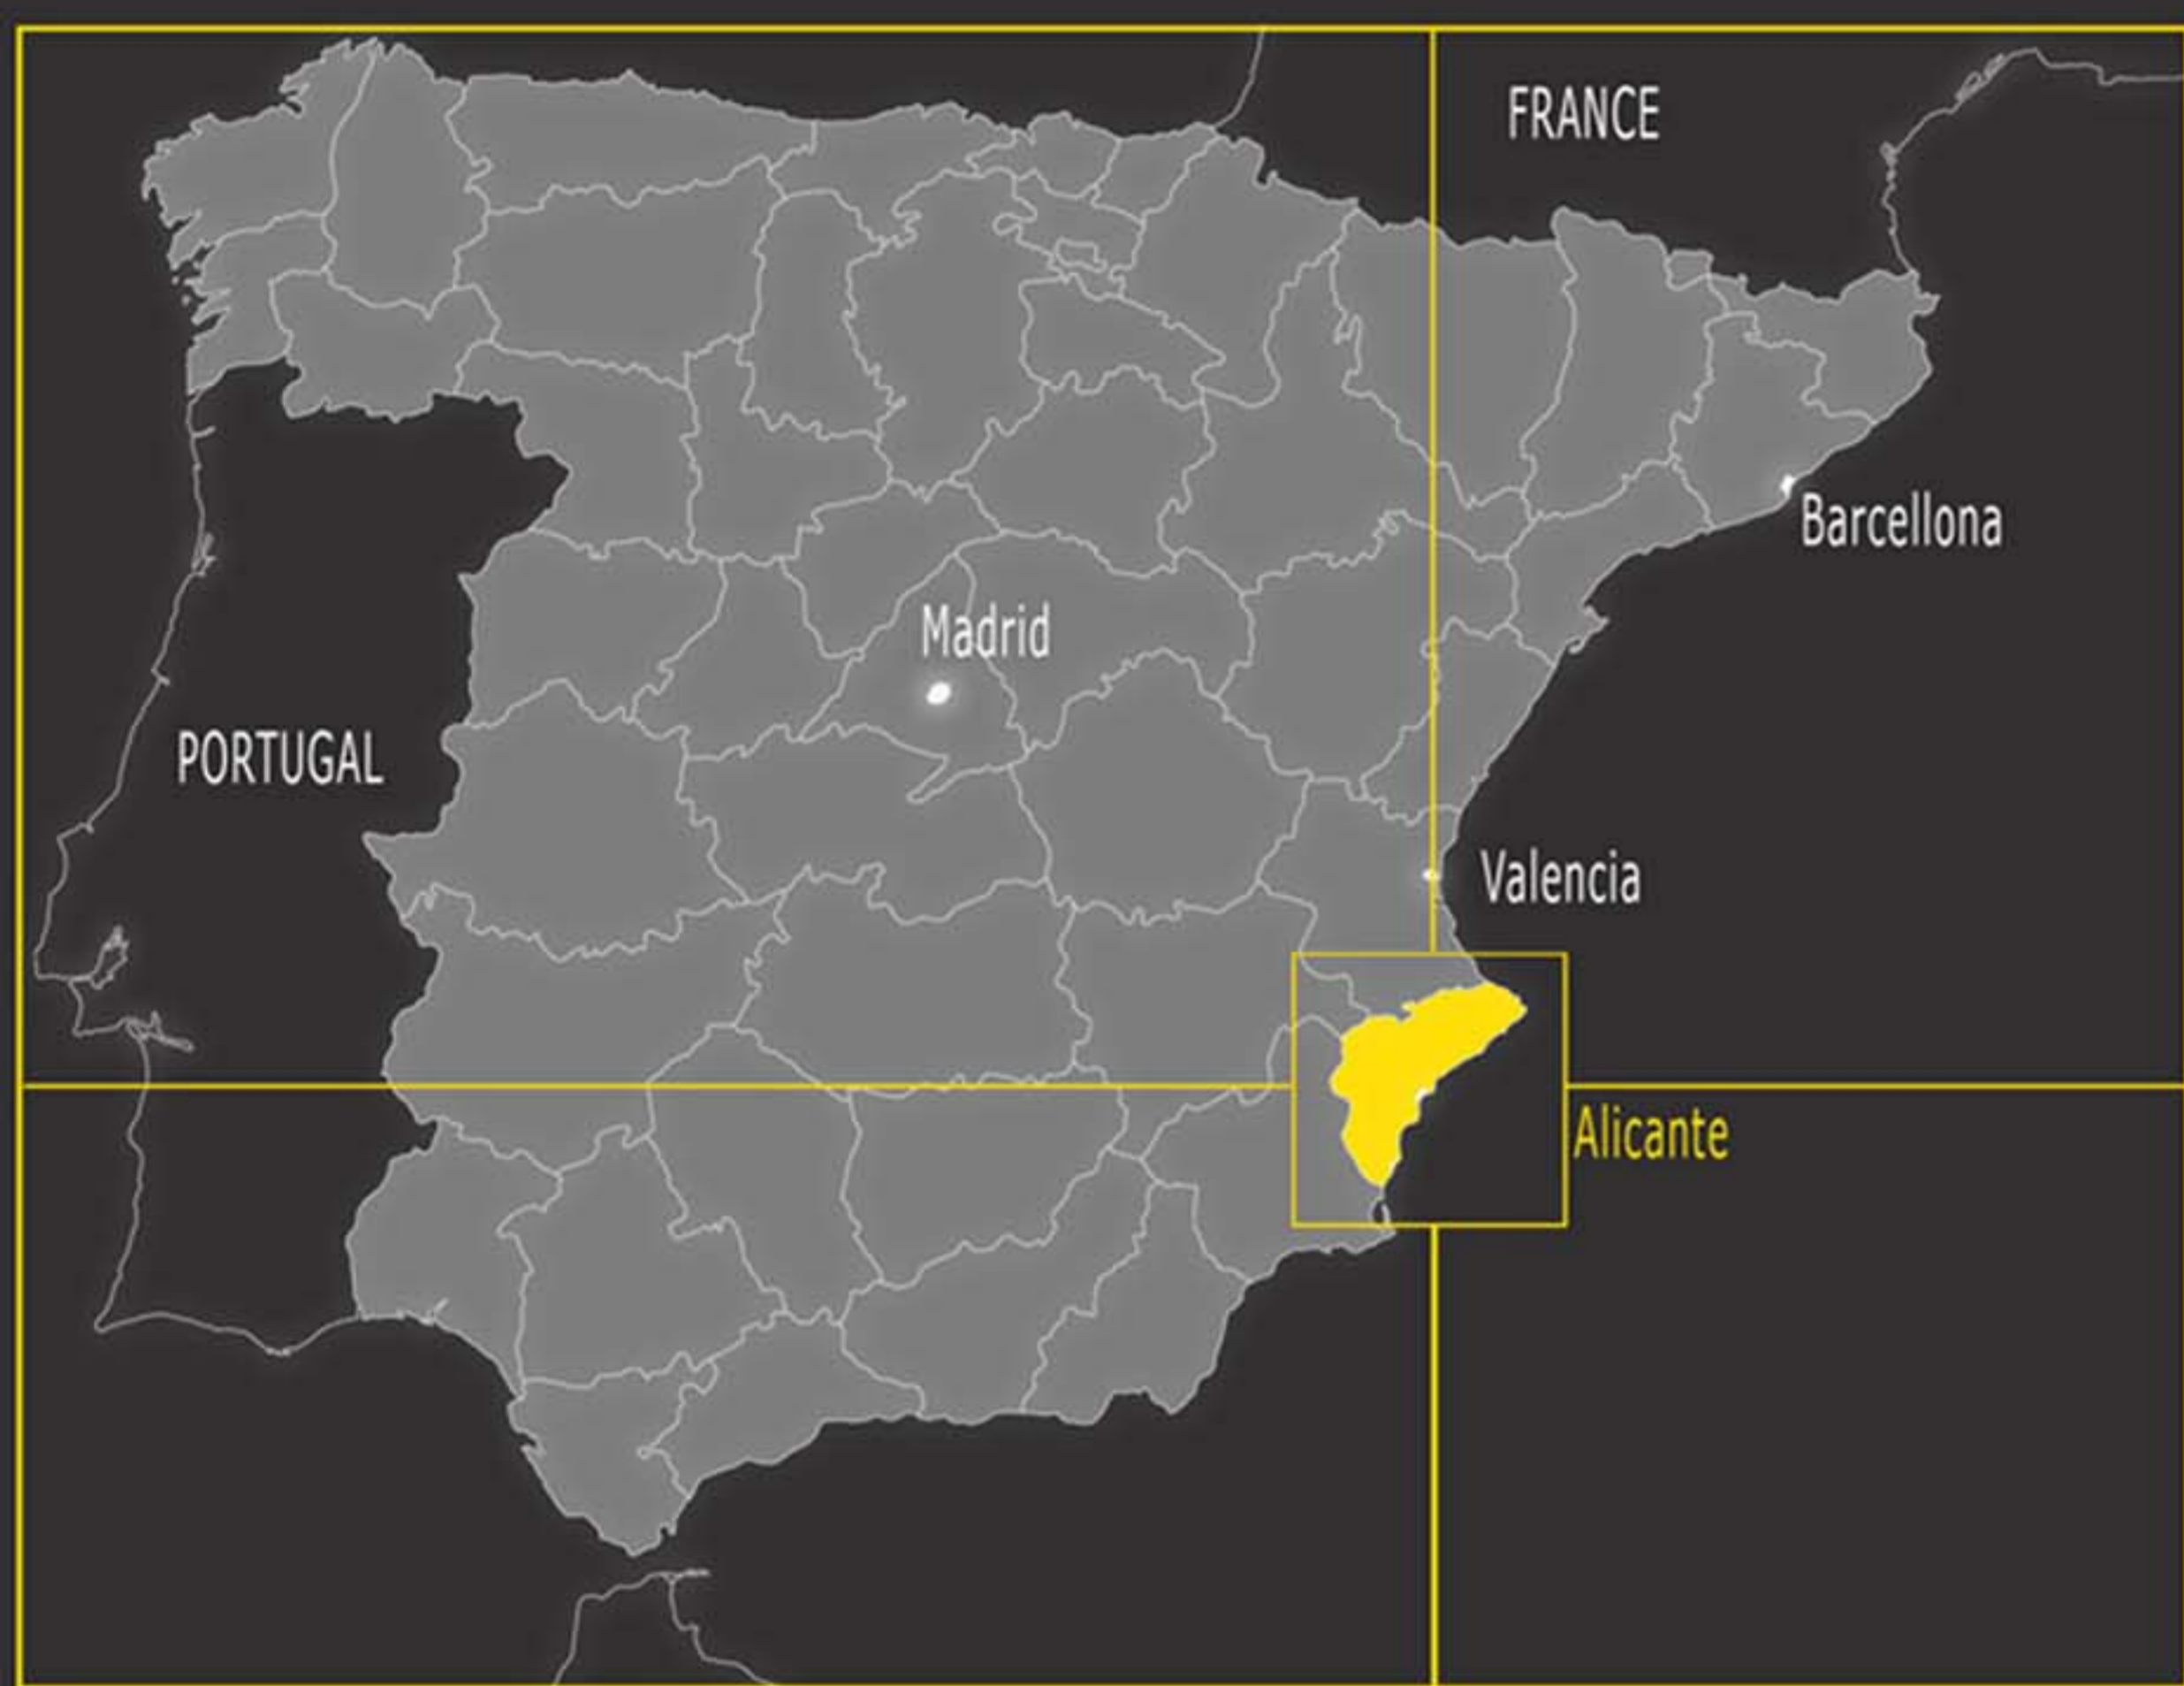 FRANCE
Barcellona
Madrid
PORTUGAL
Valencia
Alicante